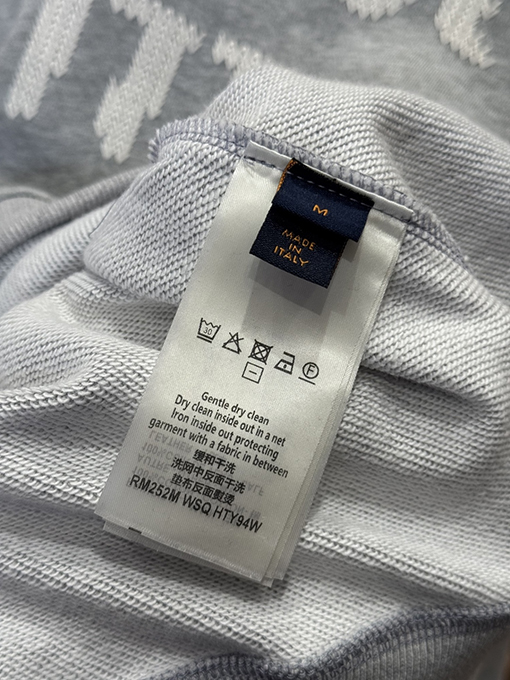 M
MADE
IN
ITALY
30
F
Gentle dry clean
Dry clean inside out in a net
Iron inside out protecting
garment with a fabric in between
缓和干洗
洗网中反面干洗
垫布反面熨烫
RM252M WSQ HTY94W